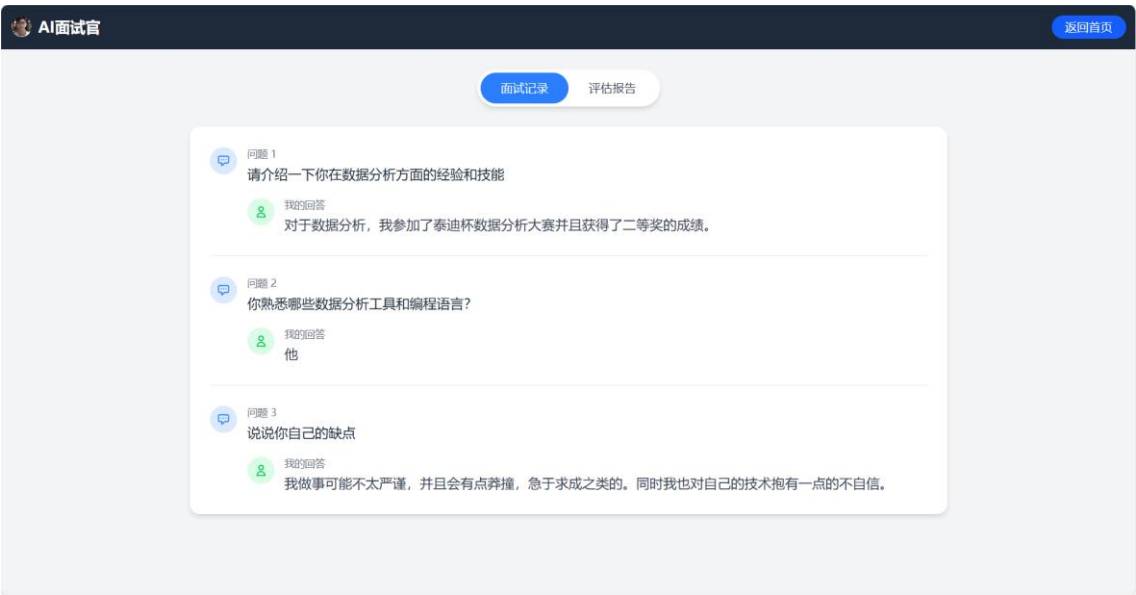 AI面试官
返回首页
面试记录
评估报告
问题 1
请介绍一下你在数据分析方面的经验和技能
我的回答
对于数据分析，我参加了泰迪杯数据分析大赛并且获得了二等奖的成绩。
问题 2
你熟悉哪些数据分析工具和编程语言？
我的回答
他
问题 3
说说你自己的缺点
我的回答
我做事可能不太严谨，并且会有点莽撞，急于求成之类的。同时我也对自己的技术抱有一点的不自信。